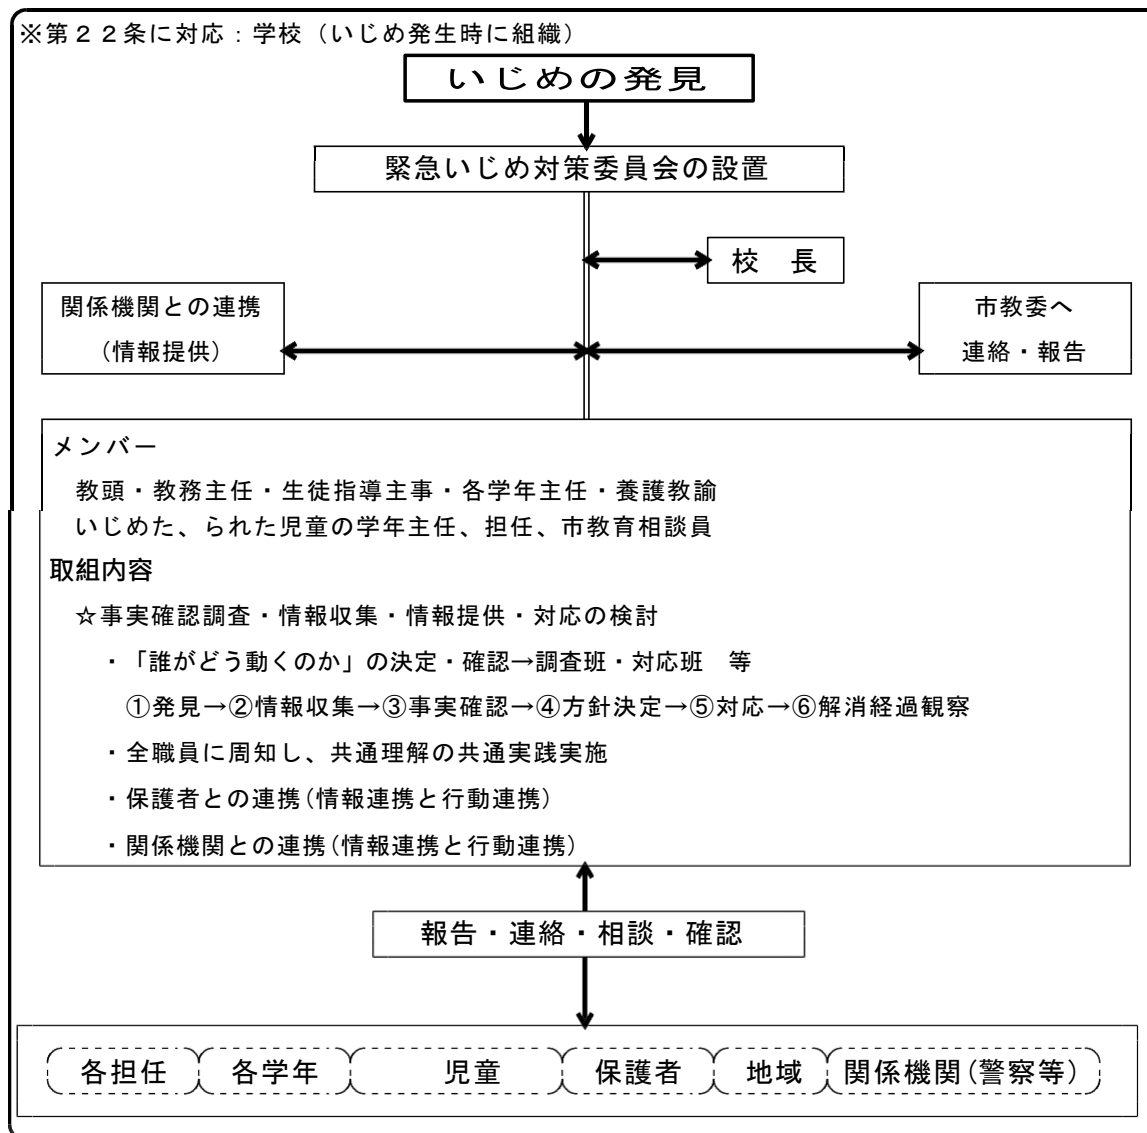 ※第２２条に対応：学校（いじめ発生時に組織）
いじめの発見
緊急いじめ対策委員会の設置
校　長
関係機関との連携
（情報提供）
市教委へ
連絡・報告
メンバー
教頭・教務主任・生徒指導主事・各学年主任・養護教諭
いじめた、られた児童の学年主任、担任、市教育相談員
取組内容
☆事実確認調査・情報収集・情報提供・対応の検討
・「誰がどう動くのか」の決定・確認→調査班・対応班　等
①発見→②情報収集→③事実確認→④方針決定→⑤対応→⑥解消経過観察
・全職員に周知し、共通理解の共通実践実施
・保護者との連携(情報連携と行動連携)
・関係機関との連携(情報連携と行動連携)
報告・連絡・相談・確認
各担任　各学年　児童　保護者　地域　関係機関(警察等)